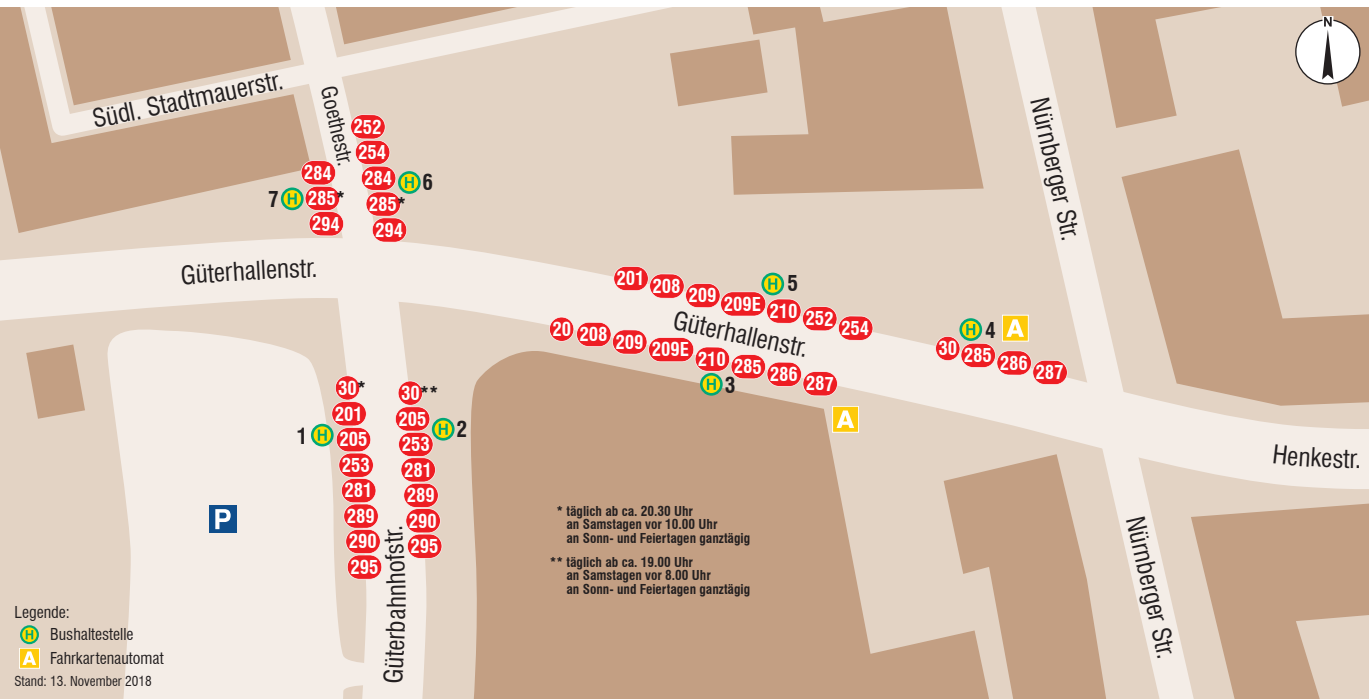 N
Südl. Stadtmauerstr.
Goethestr.
Nürnberger Str.
252
254
284
285*
294
H 6
284
7 H 285*
294
Güterhallenstr.
H 5
201
208
209
209E
210
252
254
Güterhallenstr.
20
208
209
209E
210
285
286
287
H 3
A
H 4 A
30
285
286
287
Henkestr.
Nürnberger Str.
30*
201
1 H 205
253
281
289
290
295
30**
205
H 2
253
281
289
290
295
Güterbahnhofstr.
P
* täglich ab ca. 20.30 Uhr
an Samstagen vor 10.00 Uhr
an Sonn- und Feiertagen ganztägig
** täglich ab ca. 19.00 Uhr
an Samstagen vor 8.00 Uhr
an Sonn- und Feiertagen ganztägig
Legende:
H Bushaltestelle
A Fahrkartenautomat
Stand: 13. November 2018